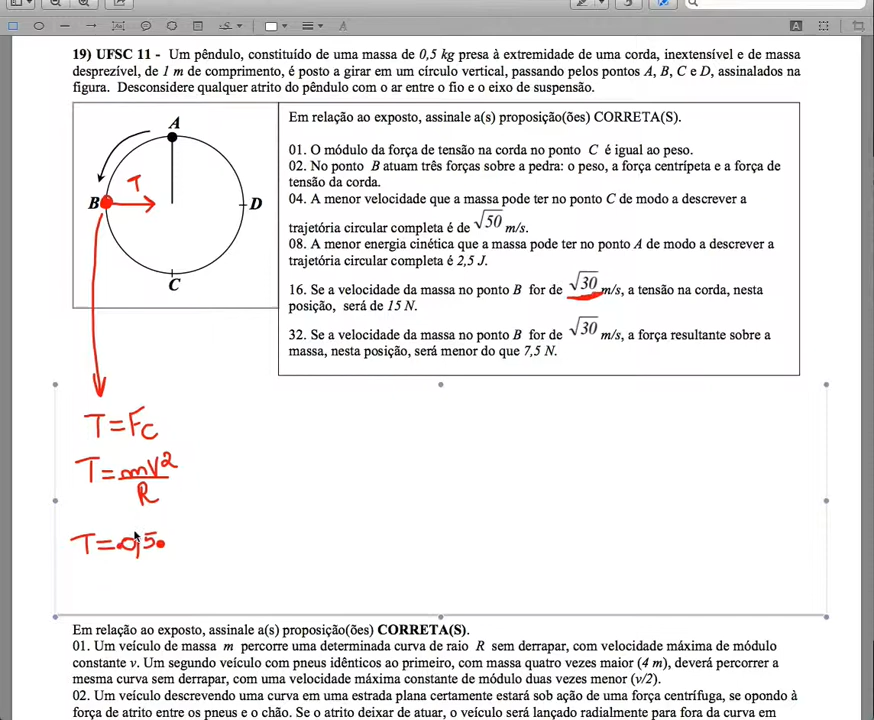 19) UFSC 11 - Um pêndulo, constituído de uma massa de 0,5 kg presa à extremidade de uma corda, inextensível e de massa
desprezível, de 1 m de comprimento, é posto a girar em um círculo vertical, passando pelos pontos A, B, C e D, assinalados na
figura. Desconsidere qualquer atrito do pêndulo com o ar entre o fio e o eixo de suspensão.
A
T
B
D
C
Em relação ao exposto, assinale a(s) proposição(ões) CORRETA(S).
01. O módulo da força de tensão na corda no ponto C é igual ao peso.
02. No ponto B atuam três forças sobre a pedra: o peso, a força centrípeta e a força de
tensão da corda.
04. A menor velocidade que a massa pode ter no ponto C de modo a descrever a
trajetória circular completa é de √50 m/s.
08. A menor energia cinética que a massa pode ter no ponto A de modo a descrever a
trajetória circular completa é 2,5 J.
16. Se a velocidade da massa no ponto B for de √30 m/s, a tensão na corda, nesta
posição, será de 15 N.
32. Se a velocidade da massa no ponto B for de √30 m/s, a força resultante sobre a
massa, nesta posição, será menor do que 7,5 N.
T=Fc
T=mV²/R
T=0,5.
Em relação ao exposto, assinale a(s) proposição(ões) CORRETA(S).
01. Um veículo de massa m percorre uma determinada curva de raio R sem derrapar, com velocidade máxima de módulo
constante v. Um segundo veículo com pneus idênticos ao primeiro, com massa quatro vezes maior (4 m), deverá percorrer a
mesma curva sem derrapar, com uma velocidade máxima constante de módulo duas vezes menor (v/2).
02. Um veículo descrevendo uma curva em uma estrada plana certamente estará sob ação de uma força centrífuga, se opondo à
força de atrito entre os pneus e o chão. Se o atrito deixar de atuar, o veículo será lançado radialmente para fora da curva em